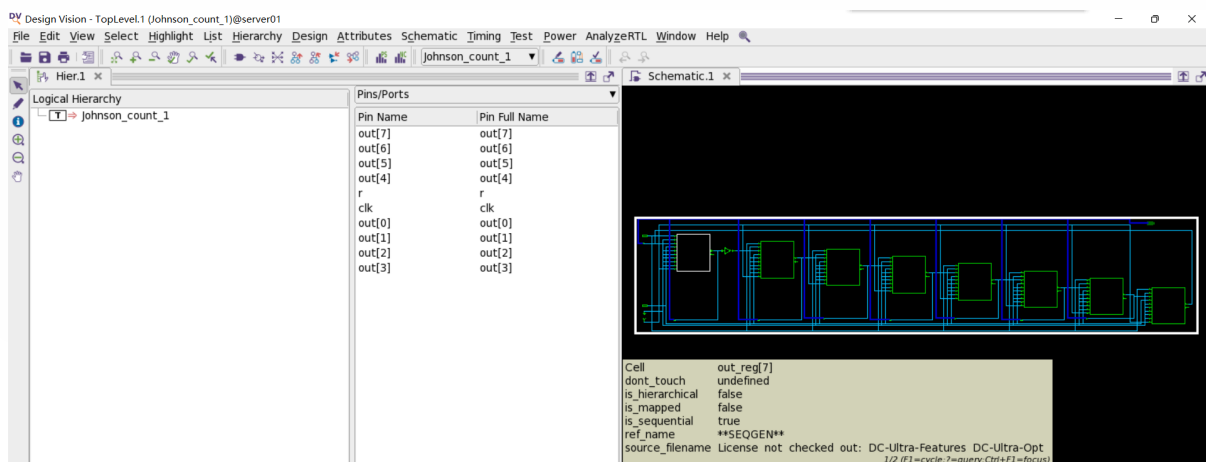 DV Design Vision - TopLevel.1 (Johnson_count_1)@server01
File Edit View Select Highlight List Hierarchy Design Attributes Schematic Timing Test Power AnalyzeRTL Window Help
Johnson_count_1
Hier.1
Schematic.1
Logical Hierarchy
T Johnson_count_1
Pins/Ports
Pin Name Pin Full Name
out[7] out[7]
out[6] out[6]
out[5] out[5]
out[4] out[4]
r r
clk clk
out[0] out[0]
out[1] out[1]
out[2] out[2]
out[3] out[3]
Cell out_reg[7]
dont_touch undefined
is_hierarchical false
is_mapped false
is_sequential true
ref_name **SEQGEN**
source_filename License not checked out: DC-Ultra-Features DC-Ultra-Opt
1/2 (F1=cycle;?=query;Ctrl+F1=focus)